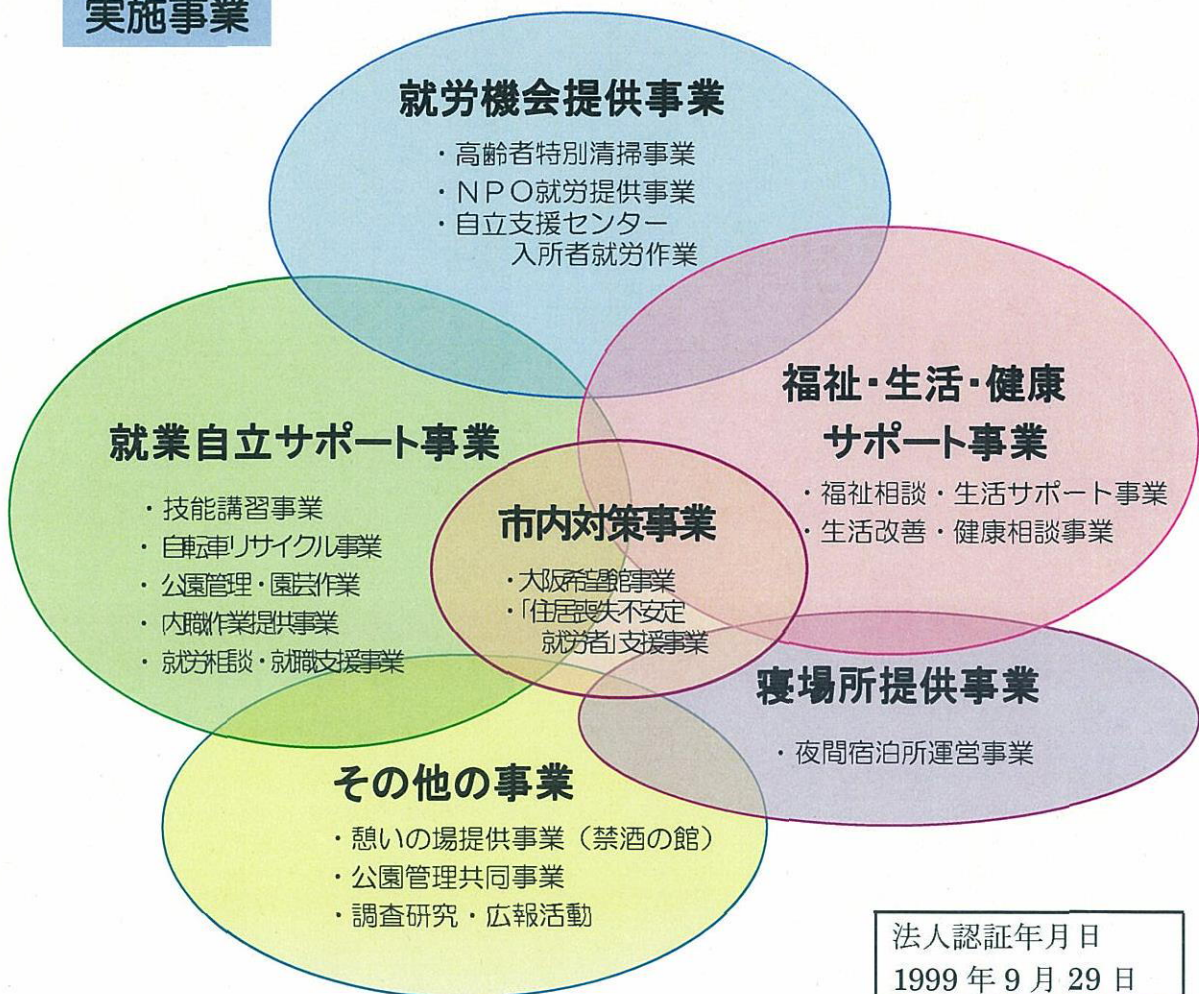 実施事業
就労機会提供事業
・高齢者特別清掃事業
・NPO就労提供事業
・自立支援センター
入所者就労作業
福祉・生活・健康
サポート事業
・福祉相談・生活サポート事業
・生活改善・健康相談事業
就業自立サポート事業
・技能講習事業
・自転車リサイクル事業
・公園管理・園芸作業
・内職作業提供事業
・就労相談・就職支援事業
市内対策事業
・大阪希望館事業
・「住居喪失不安定
就労者」支援事業
寝場所提供事業
・夜間宿泊所運営事業
その他の事業
・憩いの場提供事業（禁酒の館）
・公園管理共同事業
・調査研究・広報活動
法人認証年月日
1999年9月29日